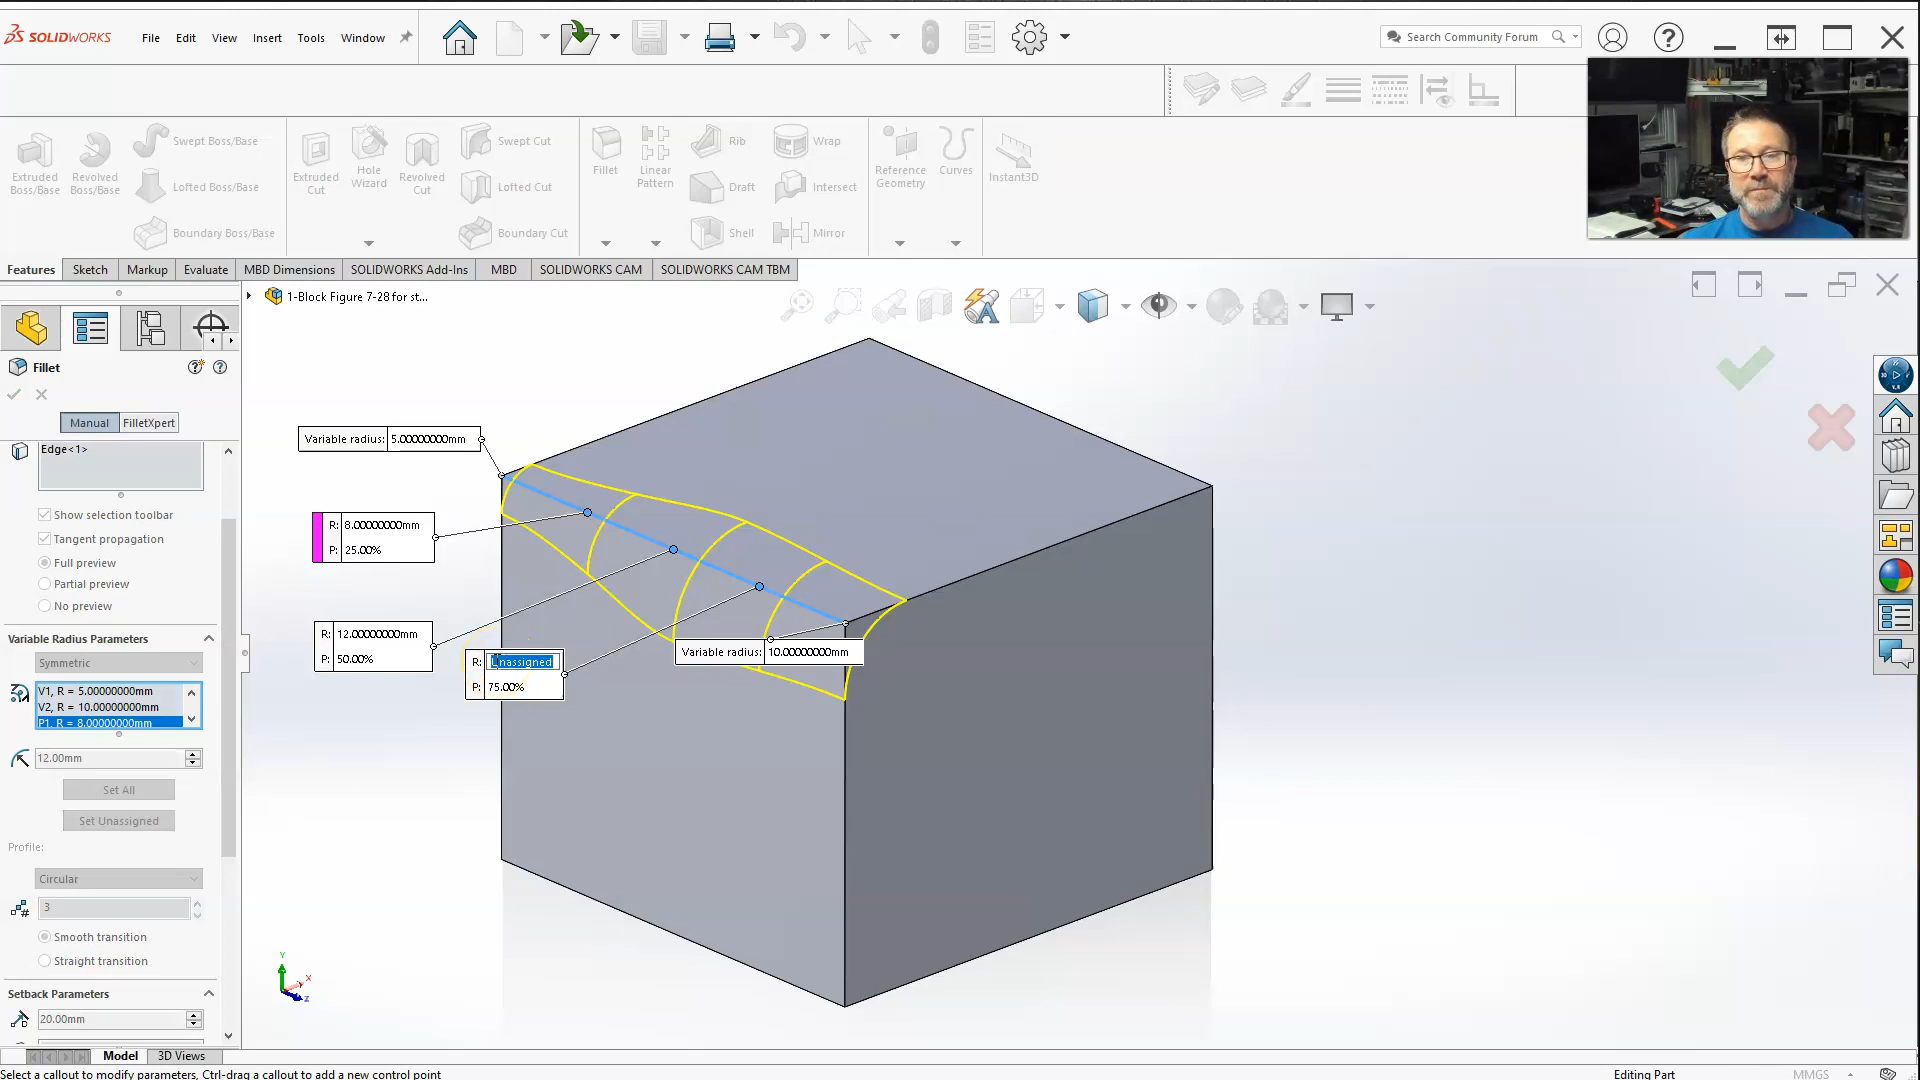 SOLIDWORKS
File Edit View Insert Tools Window
Search Community Forum
Extruded Boss/Base
Revolved Boss/Base
Swept Boss/Base
Lofted Boss/Base
Boundary Boss/Base
Extruded Cut
Hole Wizard
Revolved Cut
Swept Cut
Lofted Cut
Boundary Cut
Fillet
Linear Pattern
Rib
Draft
Shell
Wrap
Intersect
Mirror
Reference Geometry
Curves
Instant3D
Features Sketch Markup Evaluate MBD Dimensions SOLIDWORKS Add-Ins MBD SOLIDWORKS CAM SOLIDWORKS CAM TBM
1-Block Figure 7-28 for st...
Fillet
Manual FilletXpert
Edge<1>
Show selection toolbar
Tangent propagation
Full preview
Partial preview
No preview
Variable Radius Parameters
Symmetric
V1, R = 5.00000000mm
V2, R = 10.00000000mm
P1, R = 8.00000000mm
12.00mm
Set All
Set Unassigned
Profile:
Circular
3
Smooth transition
Straight transition
Setback Parameters
20.00mm
Variable radius: 5.00000000mm
R: 8.00000000mm
P: 25.00%
R: 12.00000000mm
P: 50.00%
R: Unassigned
P: 75.00%
Variable radius: 10.00000000mm
Y
X
Z
Model 3D Views
Select a callout to modify parameters, Ctrl-drag a callout to add a new control point
Editing Part
MMGS